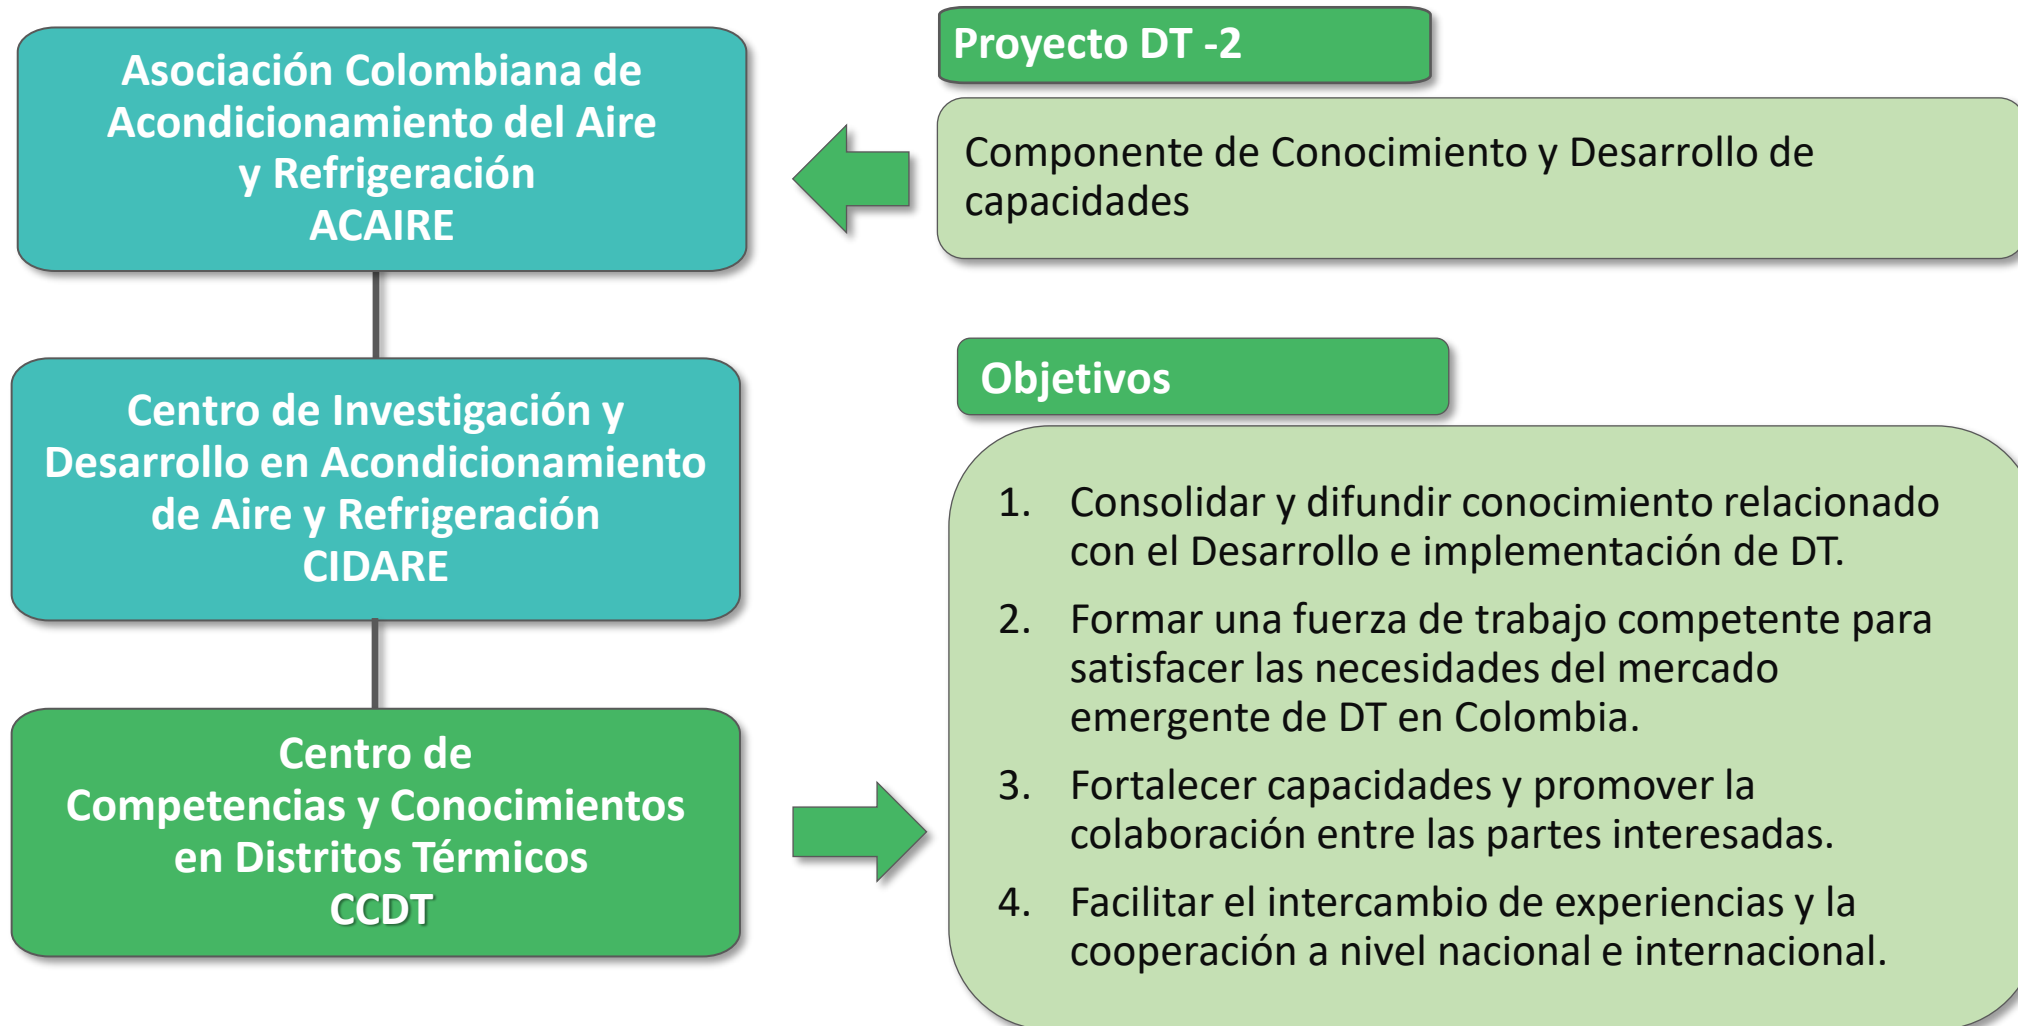 Asociación Colombiana de
Acondicionamiento del Aire
y Refrigeración
ACAIRE
Proyecto DT -2
Componente de Conocimiento y Desarrollo de
capacidades
Centro de Investigación y
Desarrollo en Acondicionamiento
de Aire y Refrigeración
CIDARE
Centro de
Competencias y Conocimientos
en Distritos Térmicos
CCDT
Objetivos
1. Consolidar y difundir conocimiento relacionado
con el Desarrollo e implementación de DT.
2. Formar una fuerza de trabajo competente para
satisfacer las necesidades del mercado
emergente de DT en Colombia.
3. Fortalecer capacidades y promover la
colaboración entre las partes interesadas.
4. Facilitar el intercambio de experiencias y la
cooperación a nivel nacional e internacional.